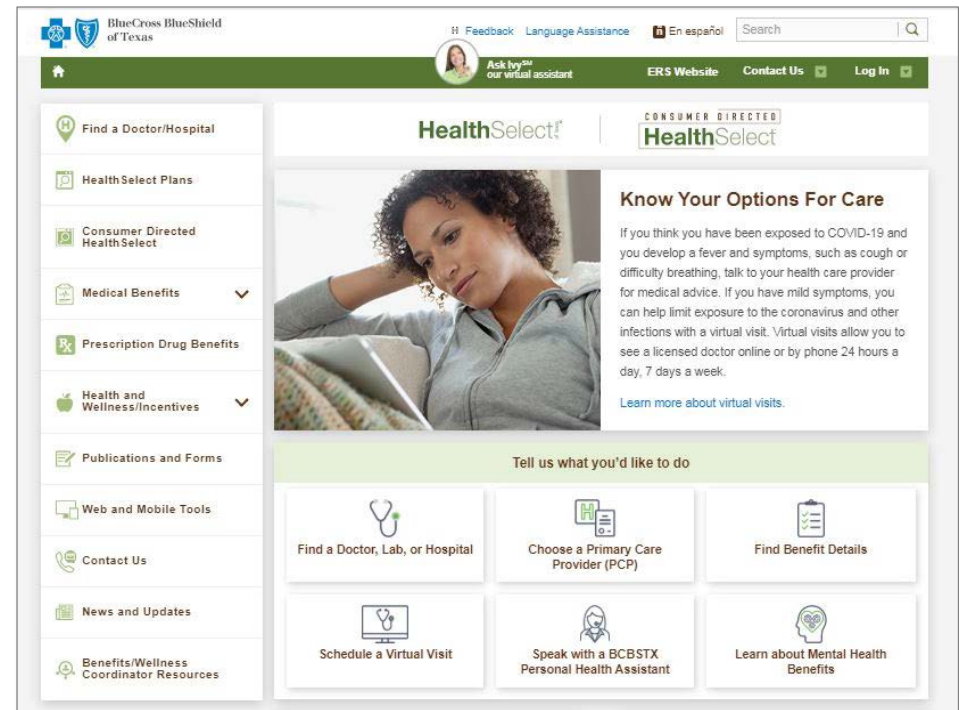 BlueCross BlueShield
of Texas
Feedback Language Assistance En español Search
Ask Ivy℠
our virtual assistant
ERS Website Contact Us Log In
Find a Doctor/Hospital
HealthSelect Plans
Consumer Directed
HealthSelect
Medical Benefits
Prescription Drug Benefits
Health and
Wellness/Incentives
Publications and Forms
Web and Mobile Tools
Contact Us
News and Updates
Benefits/Wellness
Coordinator Resources
HealthSelect
CONSUMER DIRECTED
HealthSelect
Know Your Options For Care
If you think you have been exposed to COVID-19 and
you develop a fever and symptoms, such as cough or
difficulty breathing, talk to your health care provider
for medical advice. If you have mild symptoms, you
can help limit exposure to the coronavirus and other
infections with a virtual visit. Virtual visits allow you to
see a licensed doctor online or by phone 24 hours a
day, 7 days a week.
Learn more about virtual visits.
Tell us what you'd like to do
Find a Doctor, Lab, or Hospital
Choose a Primary Care
Provider (PCP)
Find Benefit Details
Schedule a Virtual Visit
Speak with a BCBSTX
Personal Health Assistant
Learn about Mental Health
Benefits